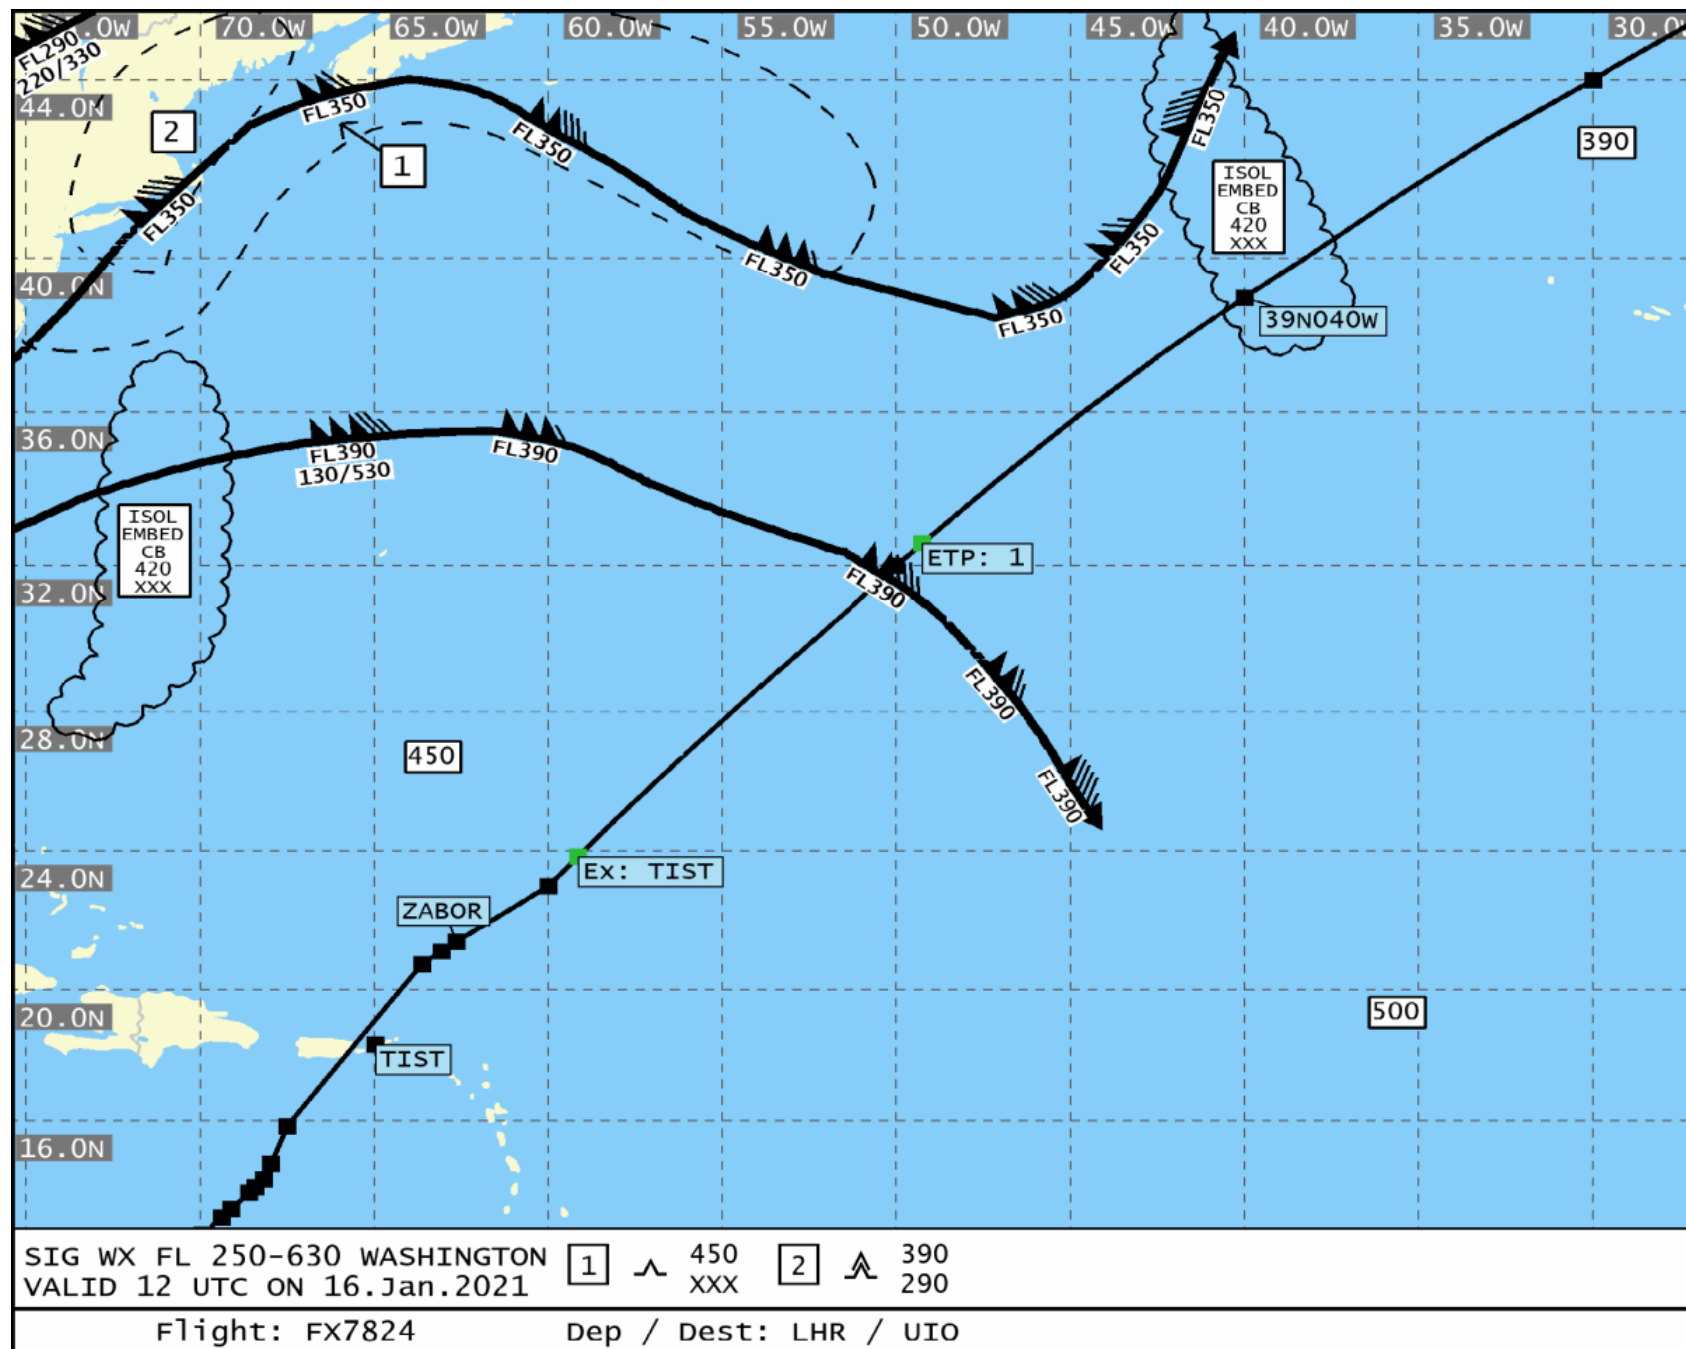 .0W
70.0W
65.0W
60.0W
55.0W
50.0W
45.0W
40.0W
35.0W
30.0W
FL290
220/330
44.0N
2
FL350
1
FL350
FL350
FL350
FL350
FL350
FL350
390
ISOL
EMBED
CB
420
XXX
40.0N
39N040W
36.0N
FL390
130/530
FL390
ISOL
EMBED
CB
420
XXX
ETP: 1
FL390
32.0N
FL390
28.0N
450
FL390
24.0N
Ex: TIST
ZABOR
20.0N
500
TIST
16.0N
SIG WX FL 250-630 WASHINGTON
VALID 12 UTC ON 16.Jan.2021
1
450
XXX
2
390
290
Flight: FX7824 Dep / Dest: LHR / UIO